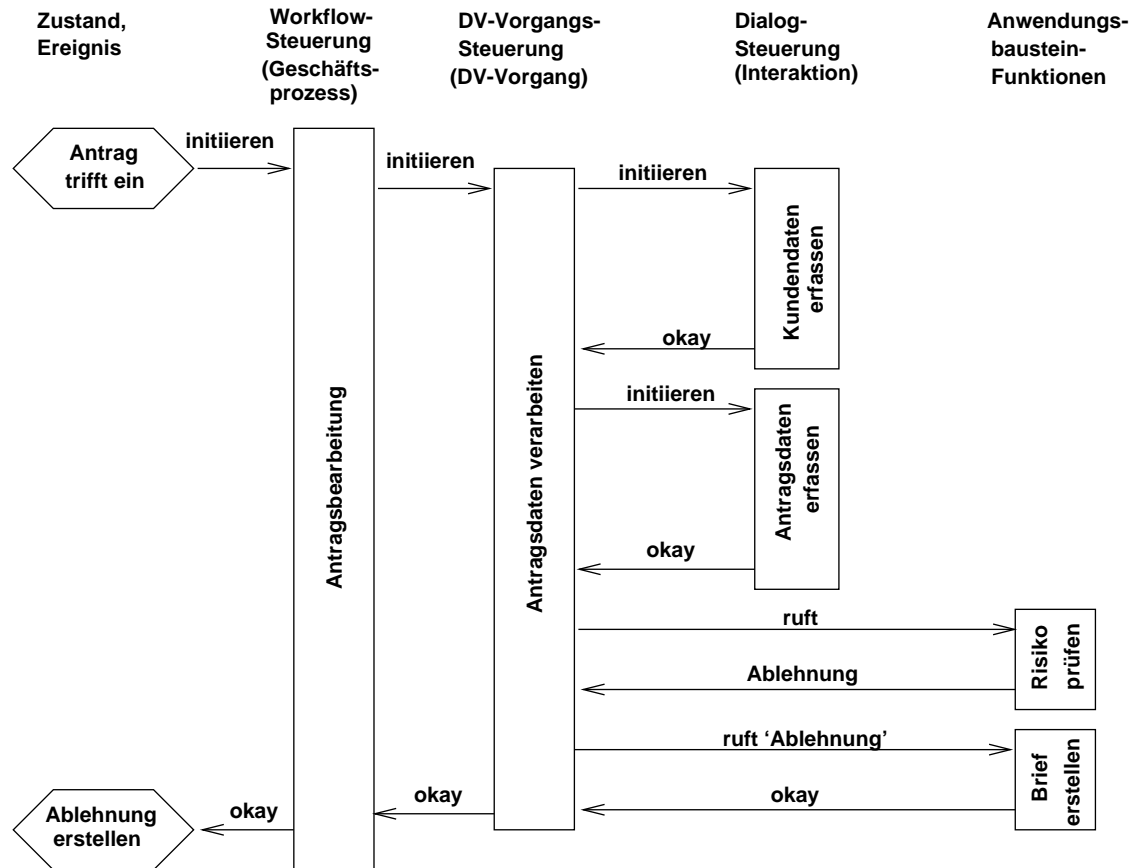 Zustand,
Ereignis
Workflow-
Steuerung
(Geschäfts-
prozess)
DV-Vorgangs-
Steuerung
(DV-Vorgang)
Dialog-
Steuerung
(Interaktion)
Anwendungs-
baustein-
Funktionen
Antrag
trifft ein
initiieren
Antragsbearbeitung
initiieren
Antragsdaten verarbeiten
initiieren
Kundendaten
erfassen
okay
initiieren
Antragsdaten
erfassen
okay
ruft
Risiko
prüfen
Ablehnung
ruft ‘Ablehnung’
Brief
erstellen
okay
okay
okay
Ablehnung
erstellen